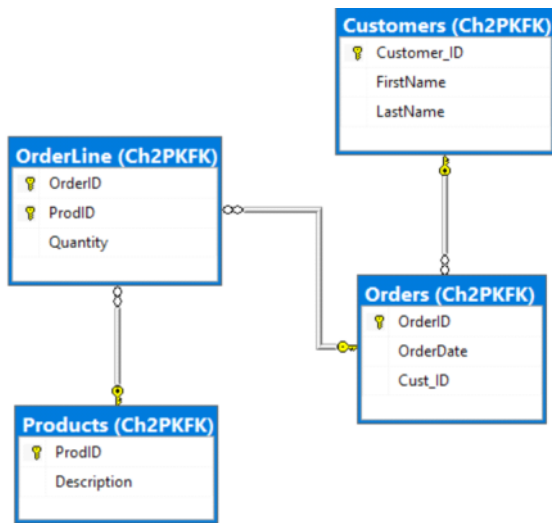 Customers (Ch2PKFK)
Customer_ID
FirstName
LastName
OrderLine (Ch2PKFK)
OrderID
ProdID
Quantity
Orders (Ch2PKFK)
OrderID
OrderDate
Cust_ID
Products (Ch2PKFK)
ProdID
Description